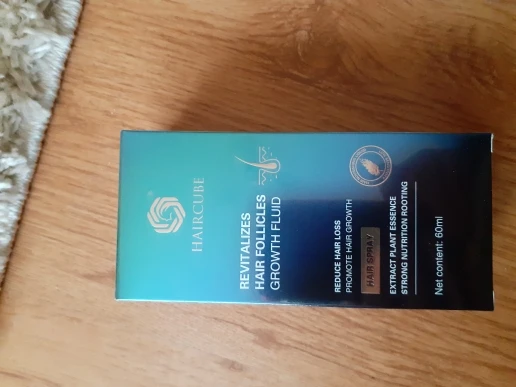 HAIRCUBE
REVITALIZES
HAIR FOLLICLES
GROWTH FLUID
REDUCE HAIR LOSS
PROMOTE HAIR GROWTH
HAIR SPRAY
EXTRACT PLANT ESSENCE
STRONG NUTRITION ROOTING
Net content: 60ml